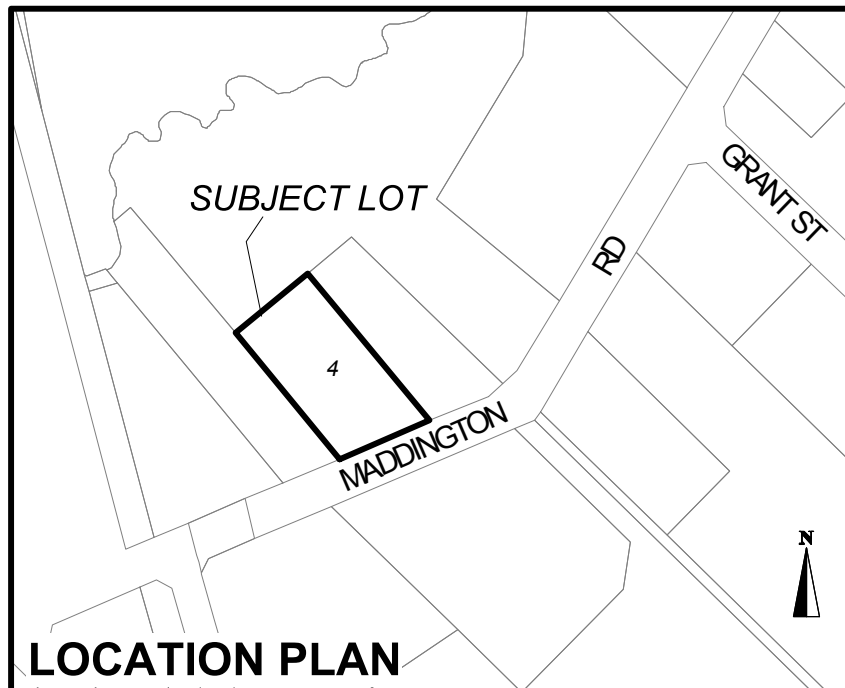 SUBJECT LOT
GRANT ST
RD
4
MADDINGTON
N
LOCATION PLAN